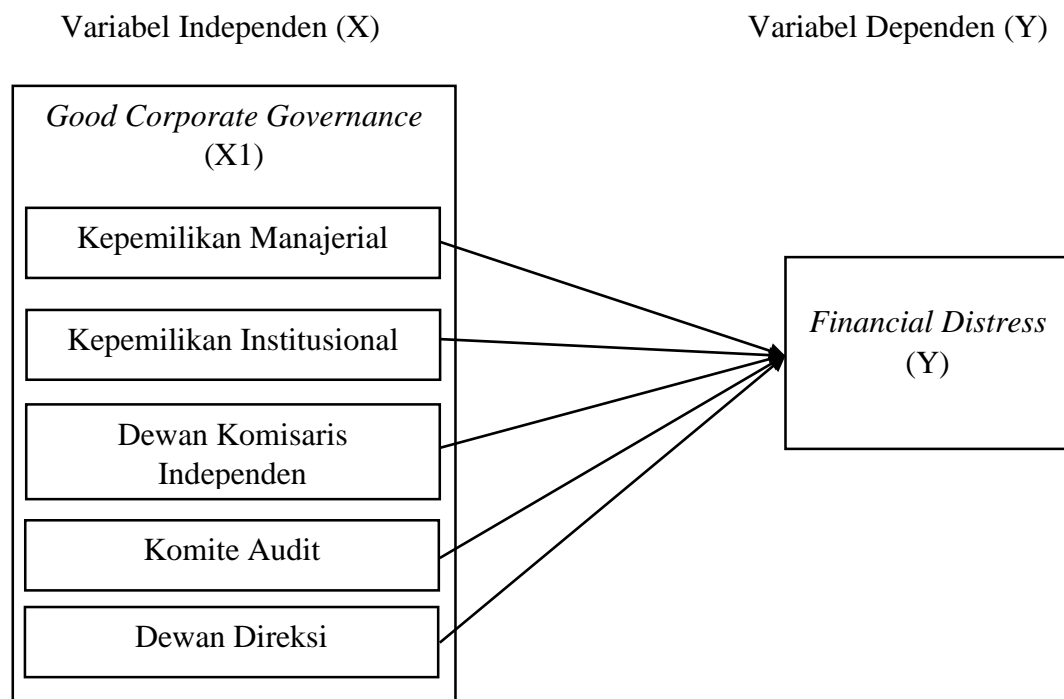 Variabel Independen (X)
Variabel Dependen (Y)
Good Corporate Governance
(X1)
Kepemilikan Manajerial
Kepemilikan Institusional
Dewan Komisaris
Independen
Komite Audit
Dewan Direksi
Financial Distress
(Y)